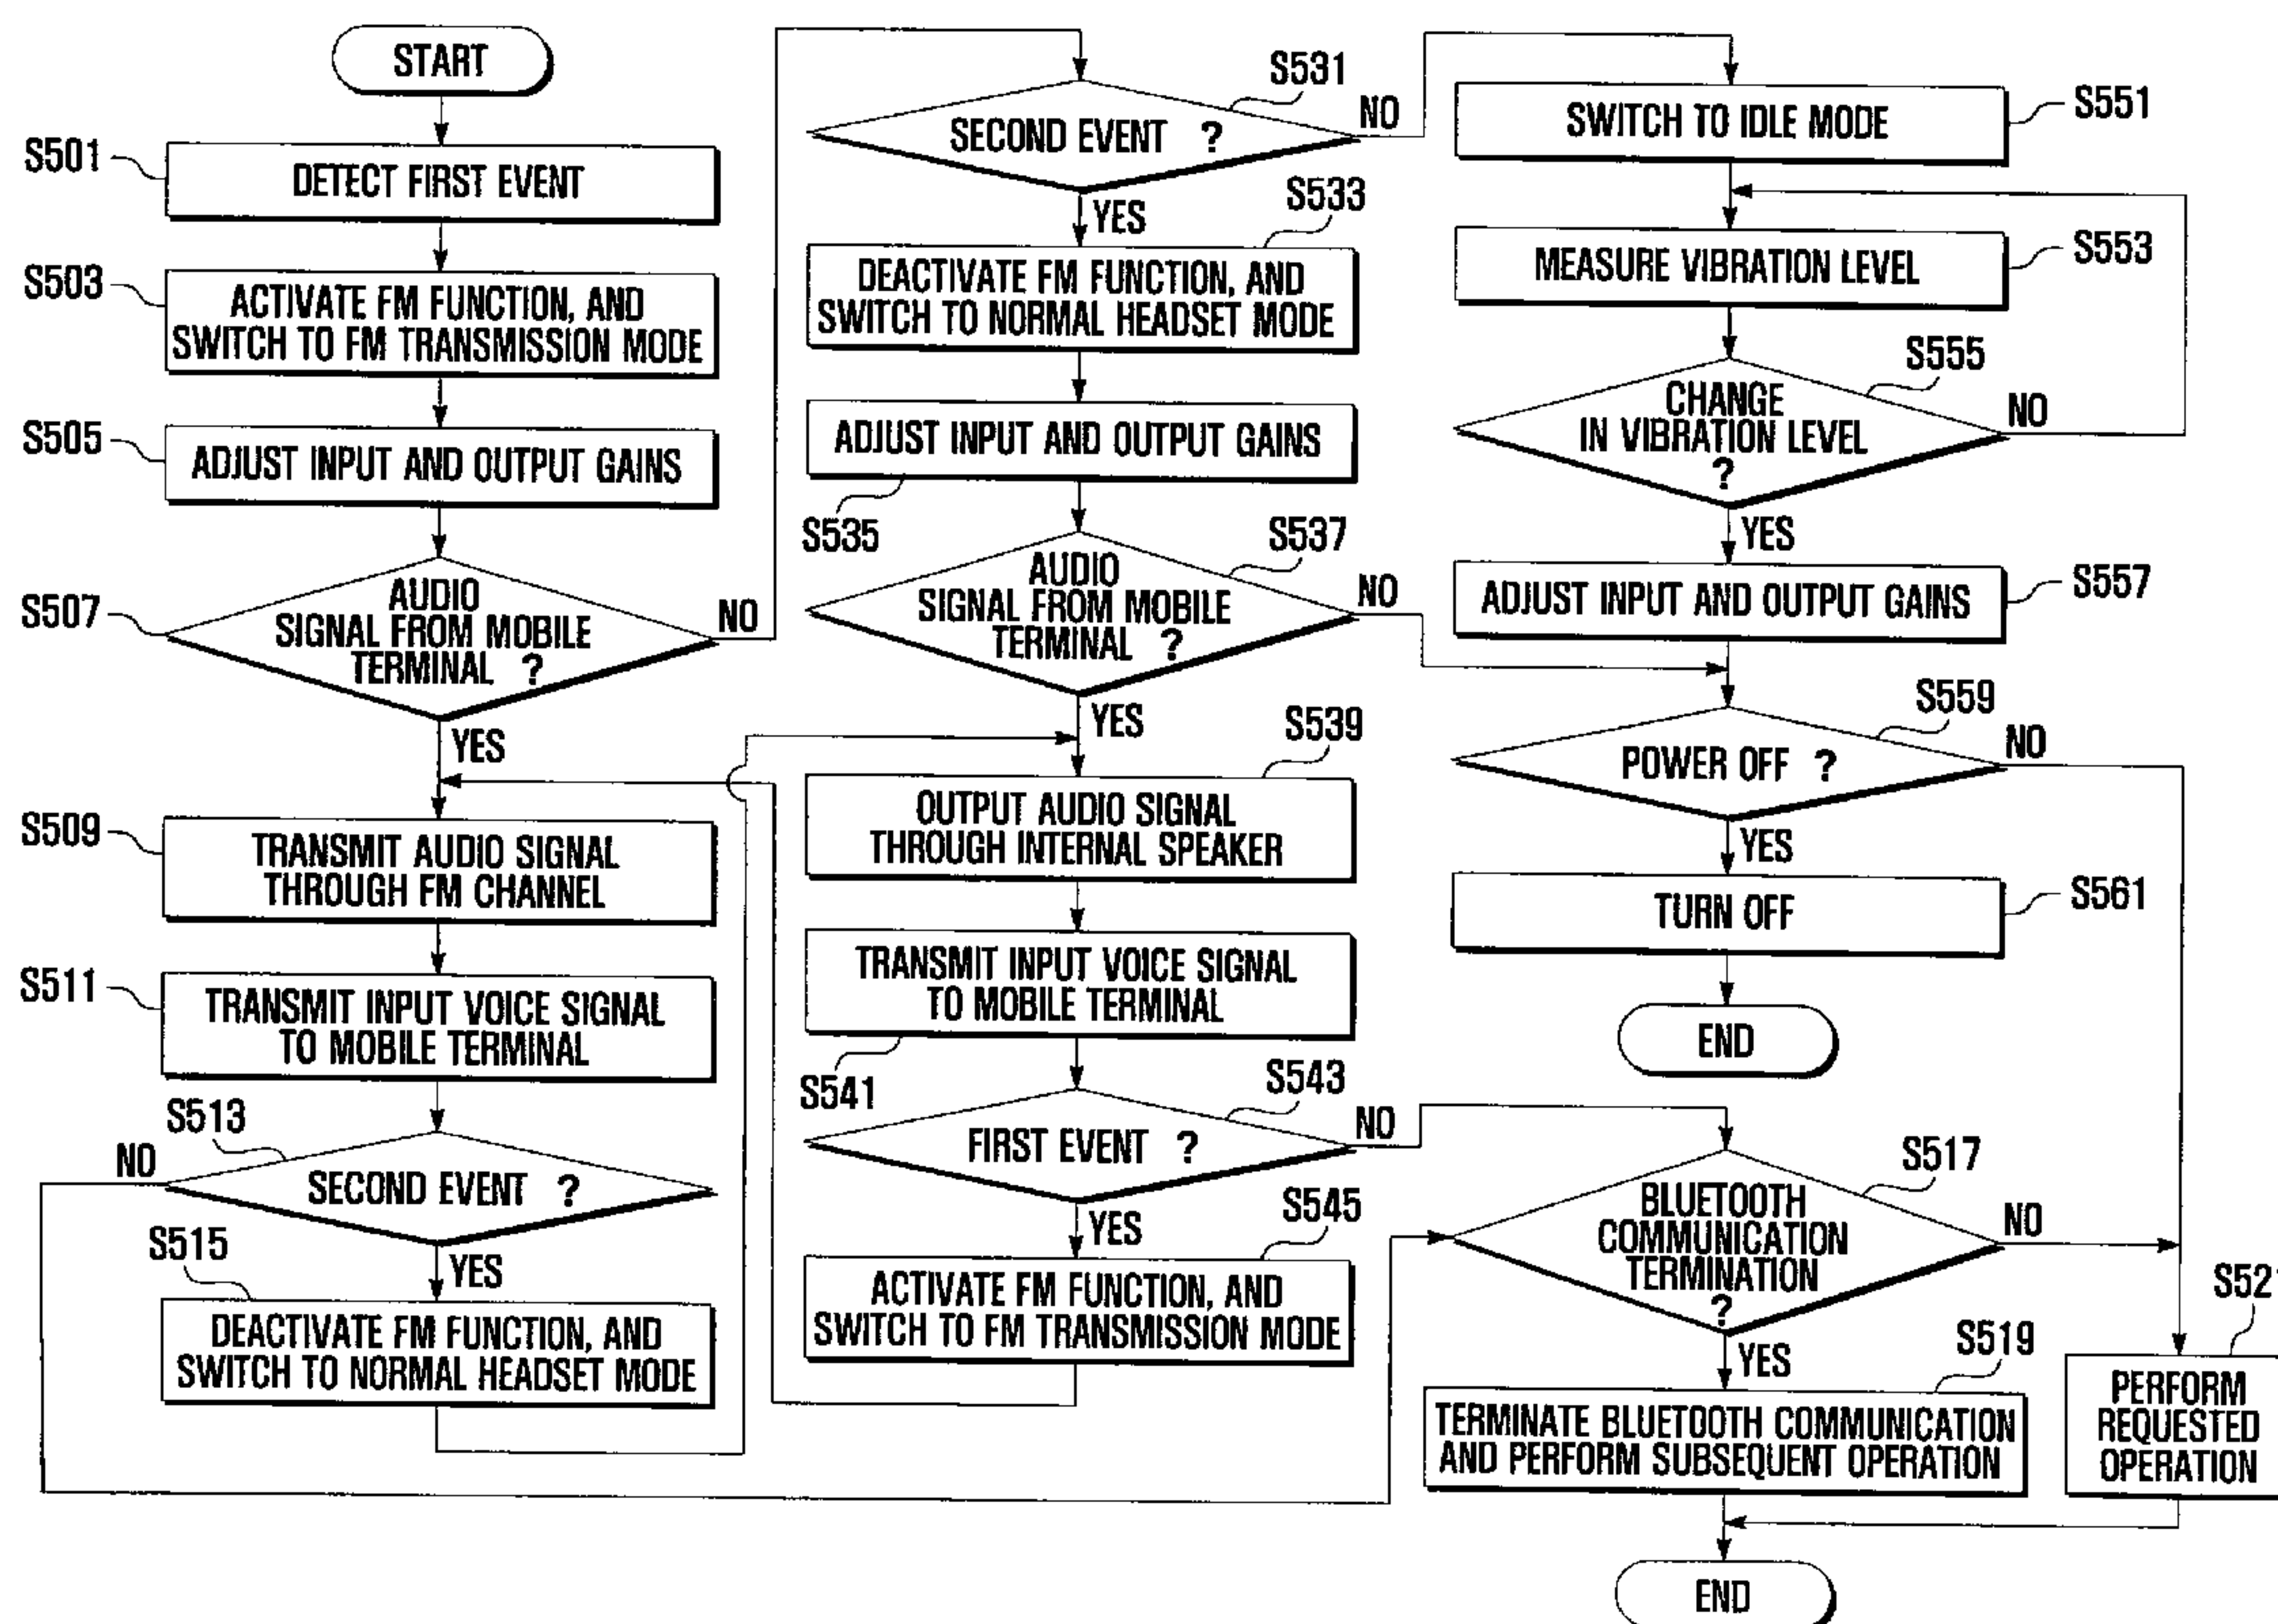 START
S501
DETECT FIRST EVENT
S503
ACTIVATE FM FUNCTION, AND
SWITCH TO FM TRANSMISSION MODE
S505
ADJUST INPUT AND OUTPUT GAINS
S507
AUDIO
SIGNAL FROM MOBILE
TERMINAL ?
NO
YES
S509
TRANSMIT AUDIO SIGNAL
THROUGH FM CHANNEL
S511
TRANSMIT INPUT VOICE SIGNAL
TO MOBILE TERMINAL
S513
NO
SECOND EVENT ?
YES
S515
DEACTIVATE FM FUNCTION, AND
SWITCH TO NORMAL HEADSET MODE
S531
SECOND EVENT ?
NO
YES
S533
DEACTIVATE FM FUNCTION, AND
SWITCH TO NORMAL HEADSET MODE
ADJUST INPUT AND OUTPUT GAINS
S535
S537
AUDIO
SIGNAL FROM MOBILE
TERMINAL ?
NO
YES
S539
OUTPUT AUDIO SIGNAL
THROUGH INTERNAL SPEAKER
TRANSMIT INPUT VOICE SIGNAL
TO MOBILE TERMINAL
S541
S543
FIRST EVENT ?
NO
YES
S545
ACTIVATE FM FUNCTION, AND
SWITCH TO FM TRANSMISSION MODE
SWITCH TO IDLE MODE
S551
MEASURE VIBRATION LEVEL
S553
S555
CHANGE
IN VIBRATION LEVEL
?
NO
YES
ADJUST INPUT AND OUTPUT GAINS
S557
S559
POWER OFF ?
NO
YES
TURN OFF
S561
END
S517
BLUETOOTH
COMMUNICATION
TERMINATION
?
NO
YES
S519
TERMINATE BLUETOOTH COMMUNICATION
AND PERFORM SUBSEQUENT OPERATION
PERFORM
REQUESTED
OPERATION
END